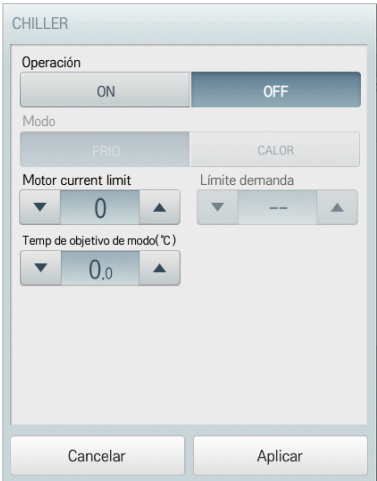 CHILLER
Operación
ON OFF
Modo
FRIO CALOR
Motor current limit Límite demanda
▼ 0 ▲ ▼ -- ▲
Temp de objetivo de modo(℃)
▼ 0.0 ▲
Cancelar Aplicar